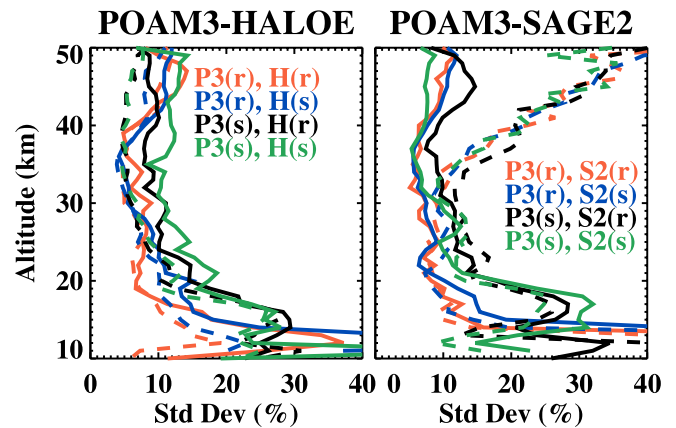 POAM3-HALOE
POAM3-SAGE2
50
40
30
20
10
Altitude (km)
P3(r), H(r)
P3(r), H(s)
P3(s), H(r)
P3(s), H(s)
P3(r), S2(r)
P3(r), S2(s)
P3(s), S2(r)
P3(s), S2(s)
0 10 20 30 40
0 10 20 30 40
Std Dev (%)
Std Dev (%)